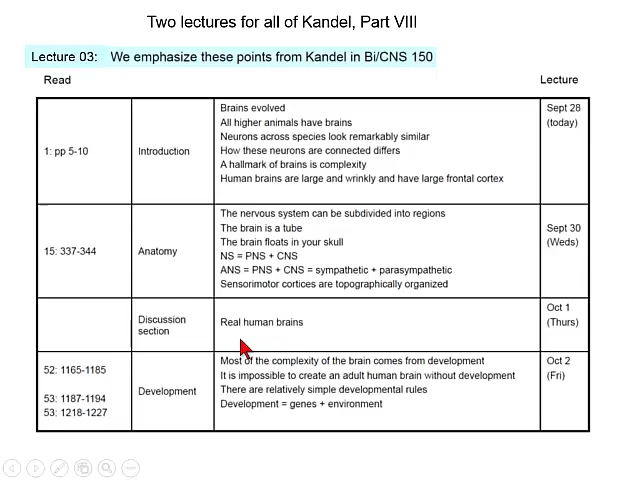 Two lectures for all of Kandel, Part VIII
Lecture 03: We emphasize these points from Kandel in Bi/CNS 150
Read Lecture
1: pp 5-10
Introduction
Brains evolved
All higher animals have brains
Neurons across species look remarkably similar
How these neurons are connected differs
A hallmark of brains is complexity
Human brains are large and wrinkly and have large frontal cortex
Sept 28
(today)
15: 337-344
Anatomy
The nervous system can be subdivided into regions
The brain is a tube
The brain floats in your skull
NS = PNS + CNS
ANS = PNS + CNS = sympathetic + parasympathetic
Sensorimotor cortices are topographically organized
Sept 30
(Weds)
Discussion
section
Real human brains
Oct 1
(Thurs)
52: 1165-1185
53: 1187-1194
53: 1218-1227
Development
Most of the complexity of the brain comes from development
It is impossible to create an adult human brain without development
There are relatively simple developmental rules
Development = genes + environment
Oct 2
(Fri)